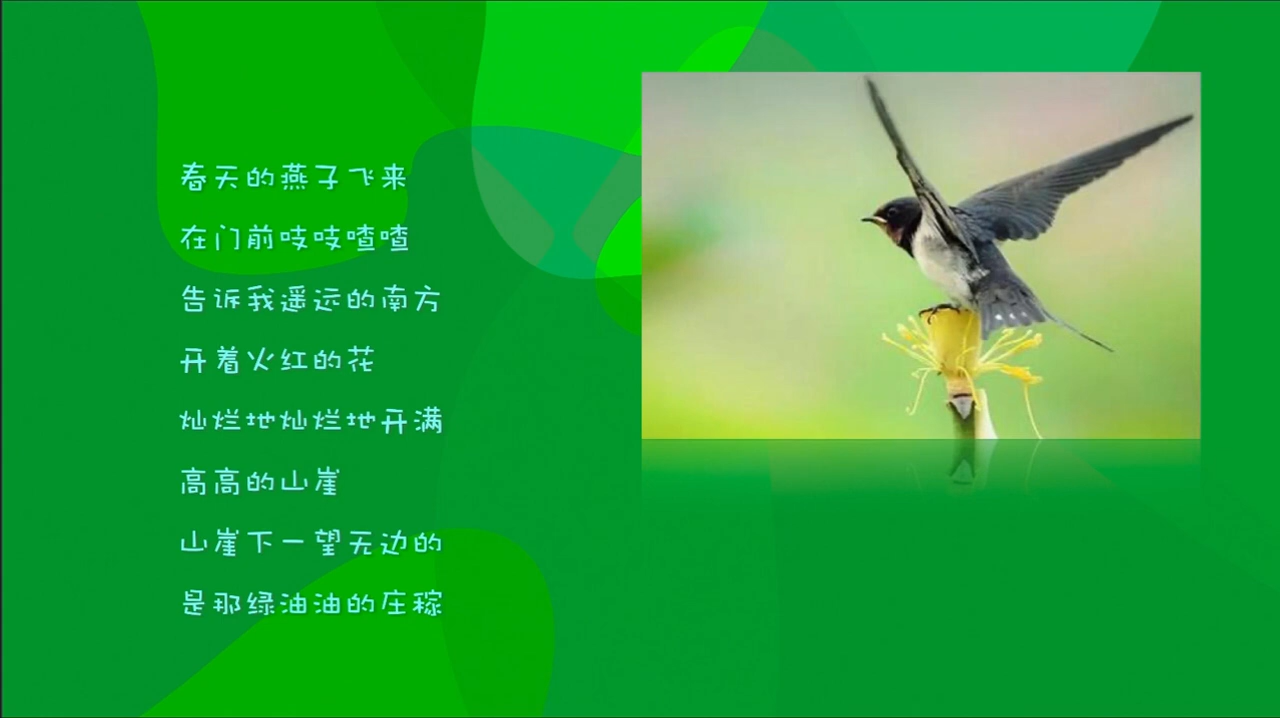 春天的燕子飞来
在门前吱吱喳喳
告诉我遥远的南方
开着火红的花
灿烂地灿烂地开满
高高的山崖
山崖下一望无边的
是那绿油油的庄稼